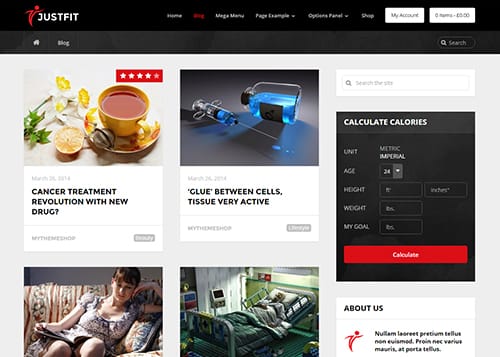 JUSTFIT
Home Blog Mega Menu Page Example Options Panel Shop My Account 0 items - £0.00
Blog Search
Search the site
CALCULATE CALORIES
UNIT METRIC
IMPERIAL
AGE 24
HEIGHT ft' inches"
WEIGHT lbs.
MY GOAL lbs.
Calculate
March 26, 2014
CANCER TREATMENT
REVOLUTION WITH NEW
DRUG?
MYTHEMESHOP Beauty
March 26, 2014
'GLUE' BETWEEN CELLS,
TISSUE VERY ACTIVE
MYTHEMESHOP Lifestyle
ABOUT US
Nullam laoreet pretium tellus
non euismod. Proin nec varius
mauris, at porta tellus.